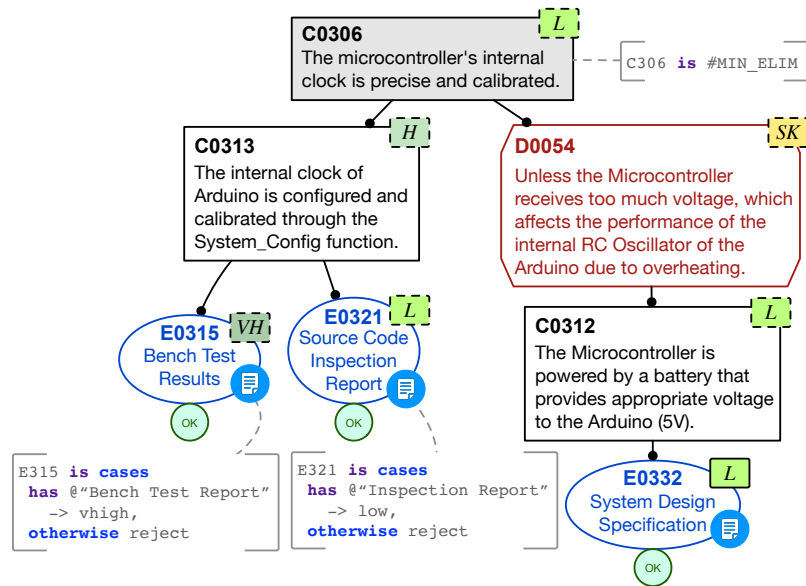 C0306
L
The microcontroller's internal
clock is precise and calibrated.
C306 is #MIN_ELIM
C0313
H
The internal clock of
Arduino is configured and
calibrated through the
System_Config function.
D0054
SK
Unless the Microcontroller
receives too much voltage, which
affects the performance of the
internal RC Oscillator of the
Arduino due to overheating.
E0315
VH
Bench Test
Results
OK
E0321
L
Source Code
Inspection
Report
OK
C0312
L
The Microcontroller is
powered by a battery that
provides appropriate voltage
to the Arduino (5V).
E315 is cases
has @“Bench Test Report”
-> vhigh,
otherwise reject
E321 is cases
has @“Inspection Report”
-> low,
otherwise reject
E0332
L
System Design
Specification
OK